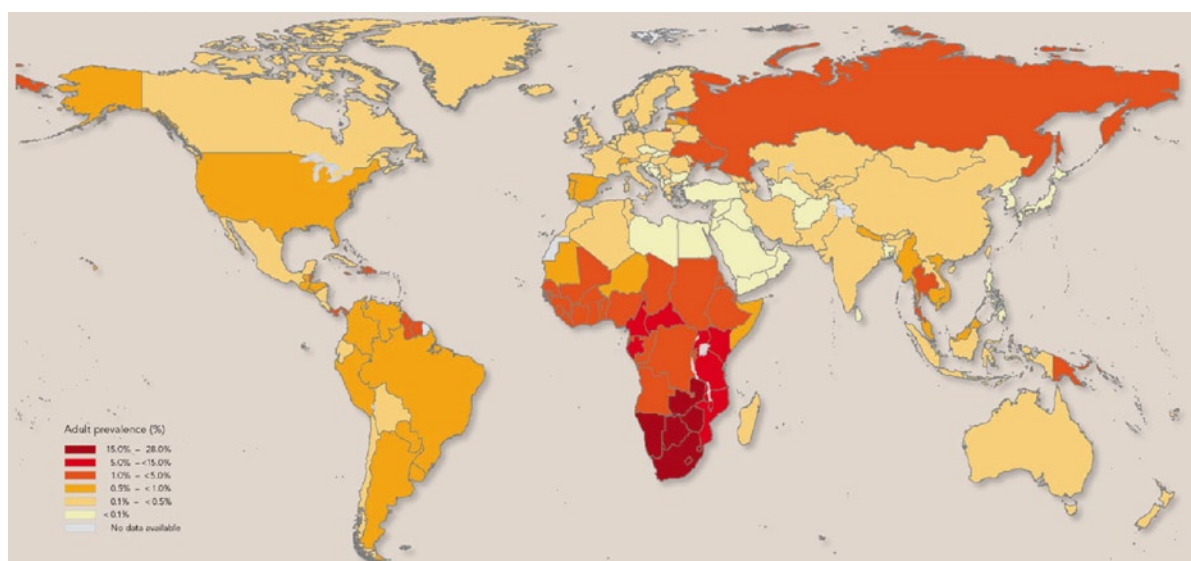 Adult prevalence (%)
15.0% – 28.0%
5.0% – <15.0%
1.0% – <5.0%
0.5% – <1.0%
0.1% – <0.5%
<0.1%
No data available